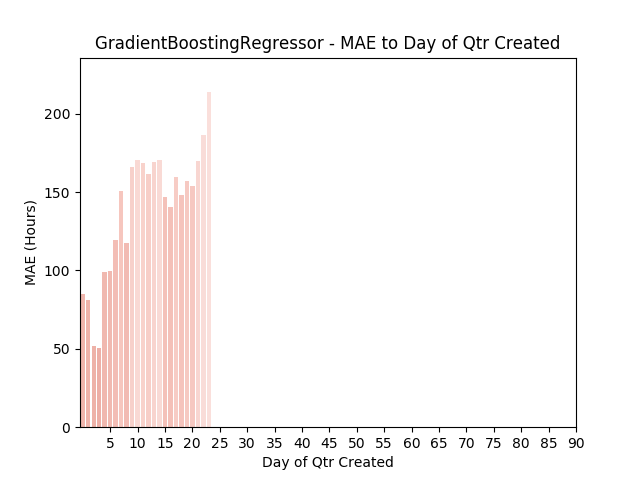 GradientBoostingRegressor - MAE to Day of Qtr Created
200
150
100
50
0
MAE (Hours)
5 10 15 20 25 30 35 40 45 50 55 60 65 70 75 80 85 90
Day of Qtr Created